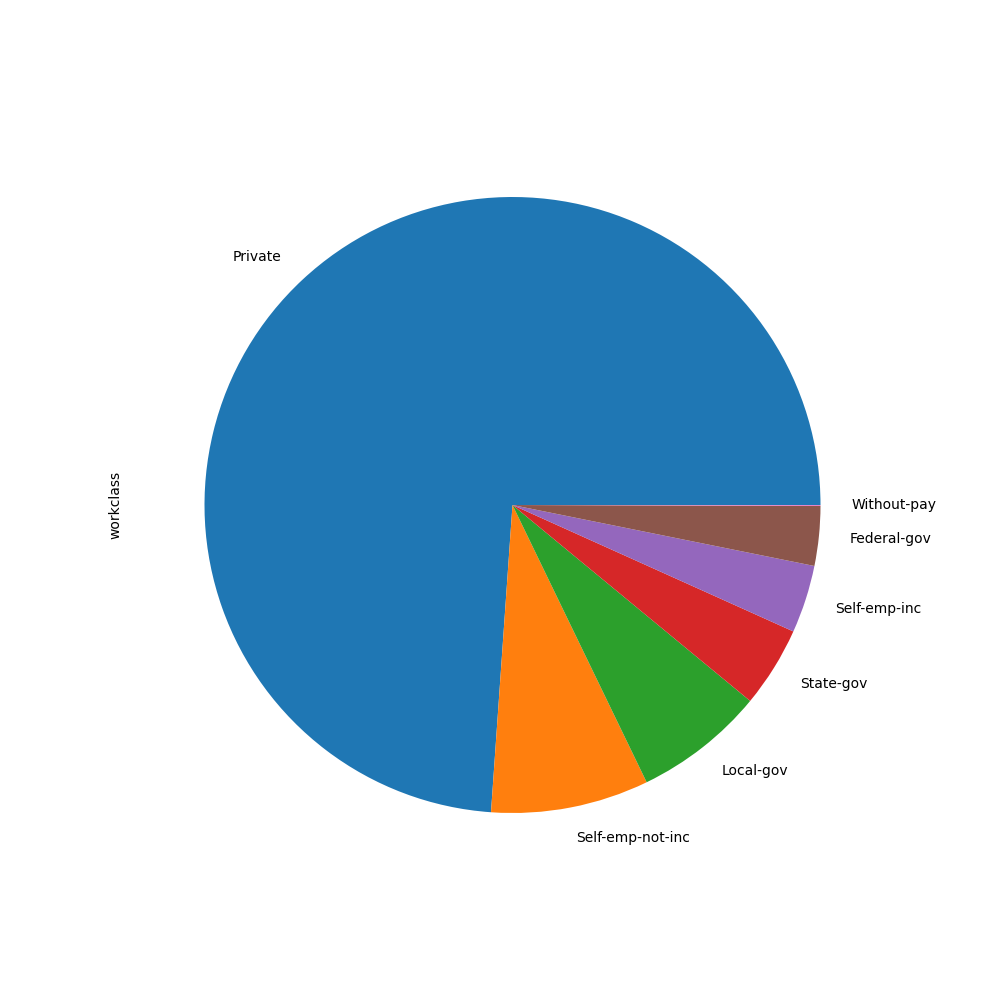 Private
workclass
Without-pay
Federal-gov
Self-emp-inc
State-gov
Local-gov
Self-emp-not-inc